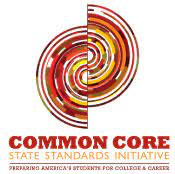 COMMON CORE
STATE STANDARDS INITIATIVE
PREPARING AMERICA'S STUDENTS FOR COLLEGE & CAREER